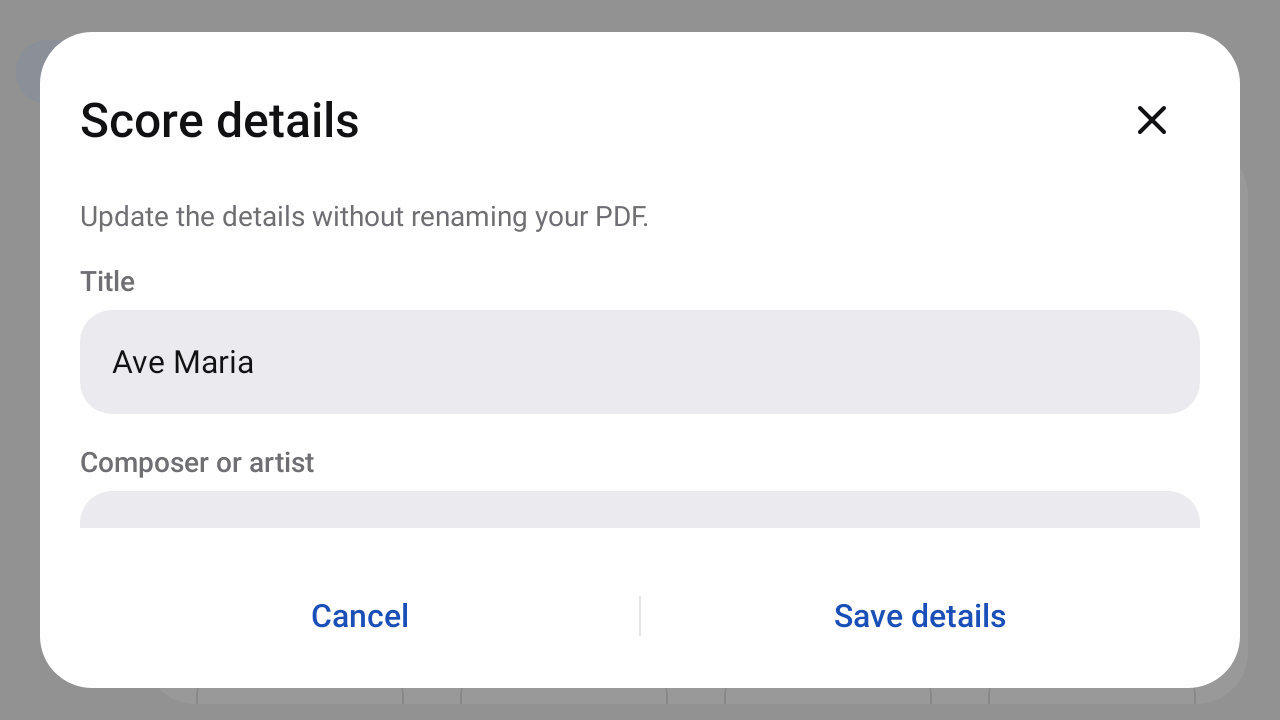 Score details
Update the details without renaming your PDF.
Title
Ave Maria
Composer or artist
Cancel
Save details